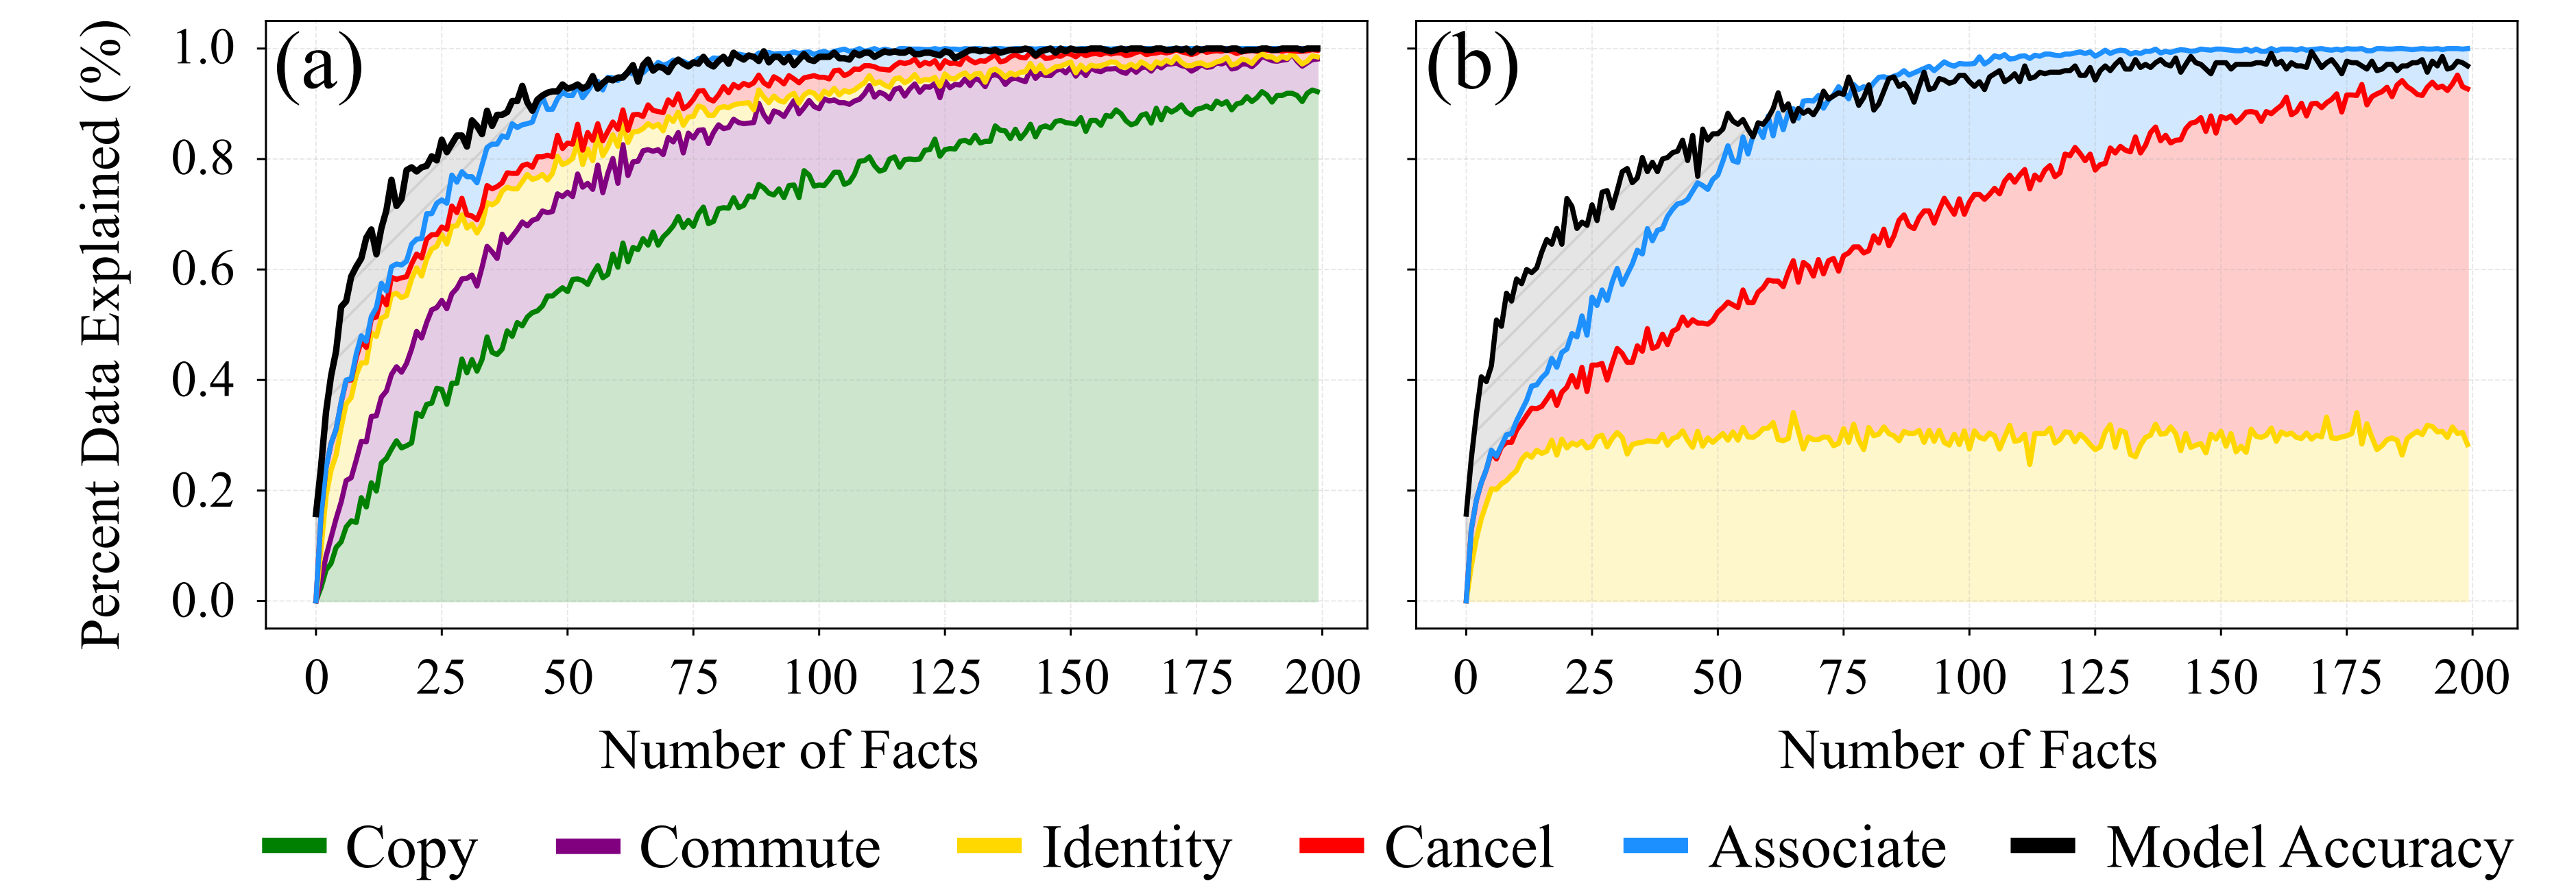 Percent Data Explained (%)
1.0
0.8
0.6
0.4
0.2
0.0
(a)
0 25 50 75 100 125 150 175 200
Number of Facts
(b)
0 25 50 75 100 125 150 175 200
Number of Facts
Copy Commute Identity Cancel Associate Model Accuracy